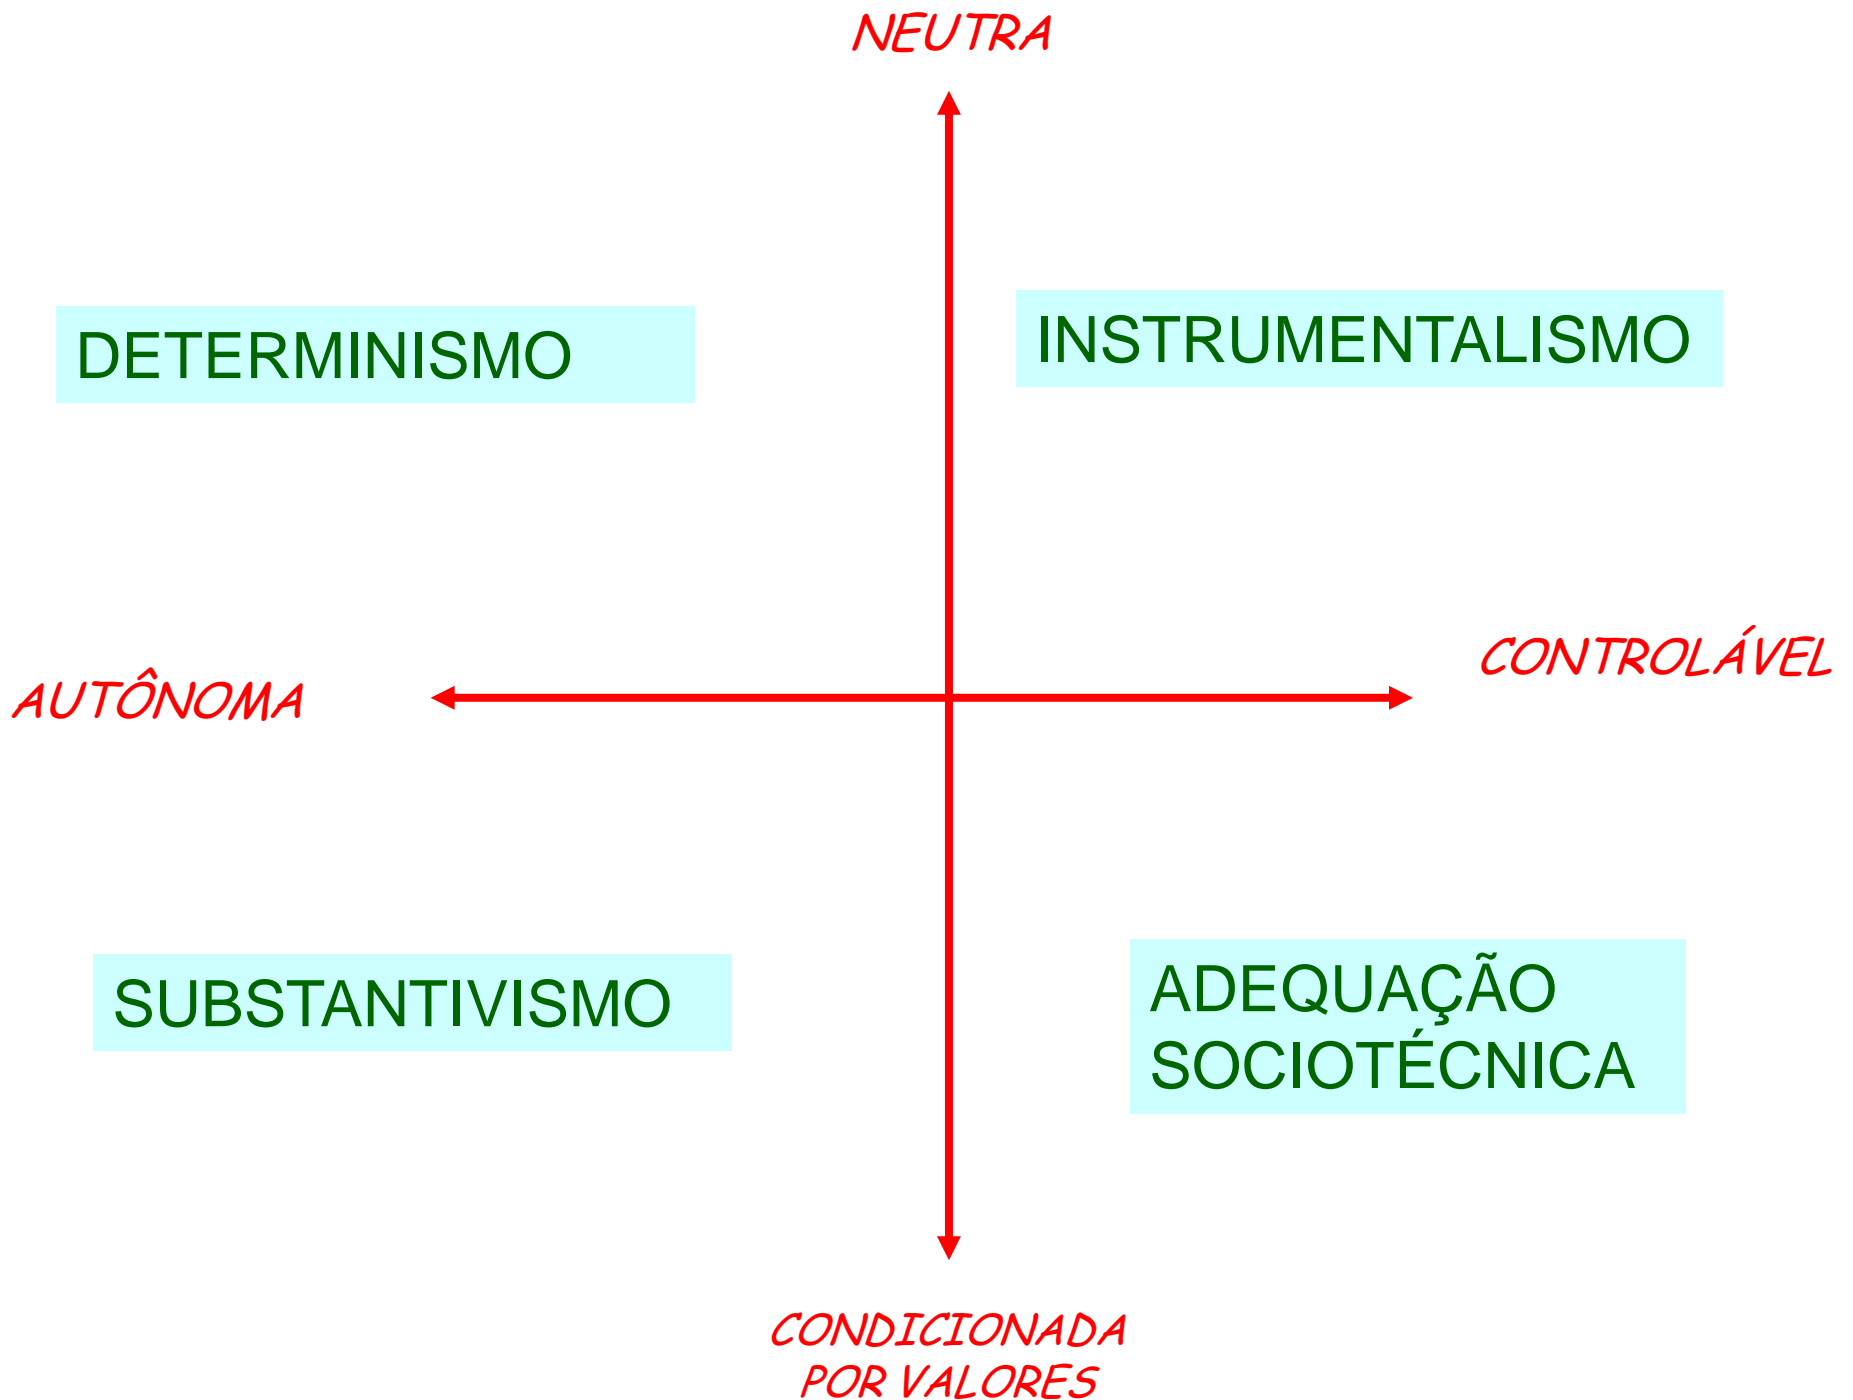 NEUTRA
DETERMINISMO
INSTRUMENTALISMO
AUTÔNOMA
CONTROLÁVEL
SUBSTANTIVISMO
ADEQUAÇÃO
SOCIOTÉCNICA
CONDICIONADA
POR VALORES